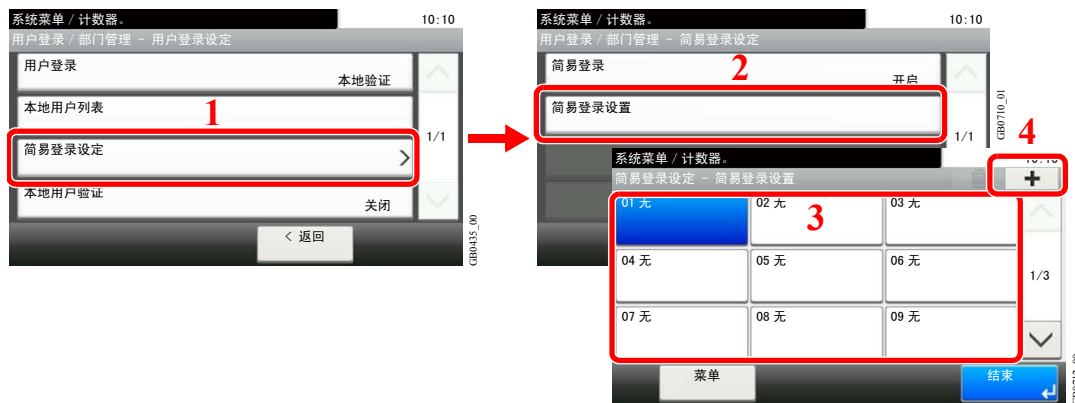 系统菜单 / 计数器。 10:10
用户登录 / 部门管理 - 用户登录设定
用户登录
本地验证
本地用户列表
1
简易登录设定
1/1
本地用户验证
关闭
< 返回
GB0435_00
系统菜单 / 计数器。 10:10
用户登录 / 部门管理 - 简易登录设定
简易登录
2
开启
简易登录设置
1/1
GB0710_01
4
系统菜单 / 计数器。 10:10
简易登录设定 - 简易登录设置
+
01 无 02 无 03 无
3
04 无 05 无 06 无
1/3
07 无 08 无 09 无
菜单 结束